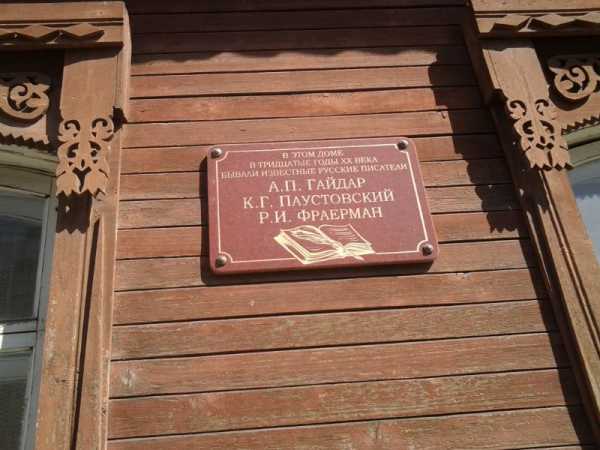 В ЭТОМ ДОМЕ
В ТРИДЦАТЫЕ ГОДЫ XX ВЕКА
БЫВАЛИ ИЗВЕСТНЫЕ РУССКИЕ ПИСАТЕЛИ
А.П. ГАЙДАР
К.Г. ПАУСТОВСКИЙ
Р.И. ФРАЕРМАН